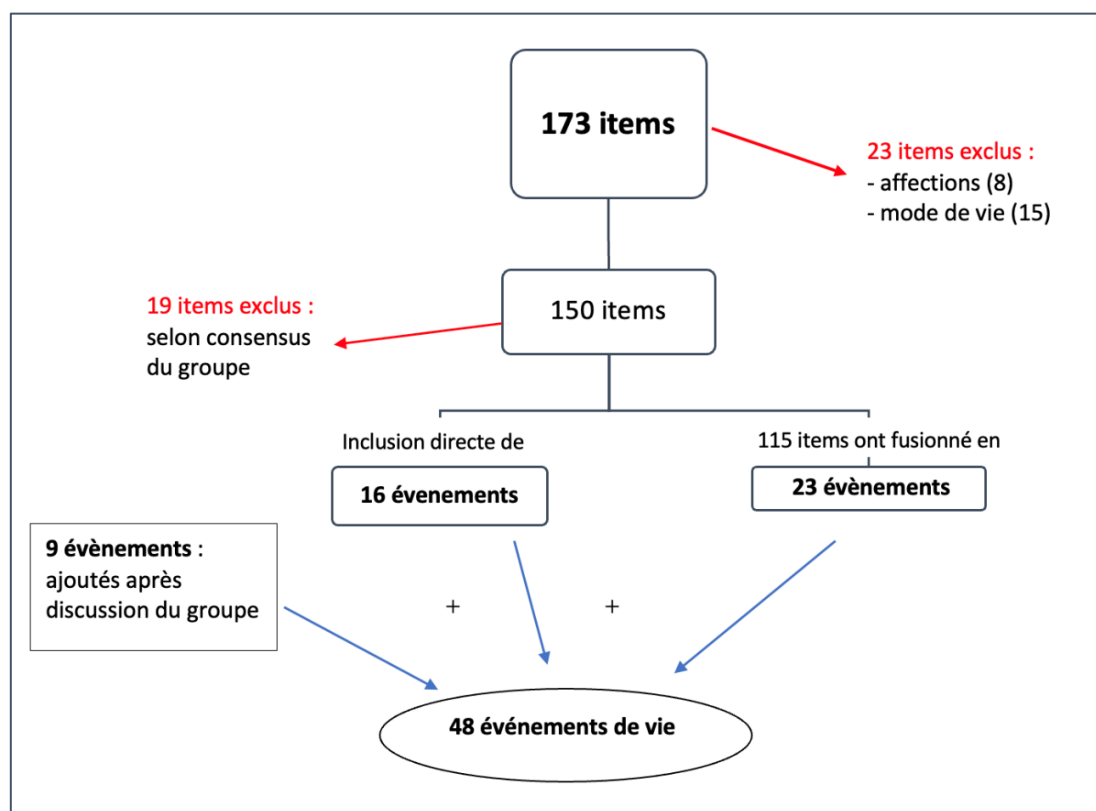 173 items
23 items exclus :
- affections (8)
- mode de vie (15)
150 items
19 items exclus :
selon consensus
du groupe
Inclusion directe de
16 évenements
115 items ont fusionné en
23 évènements
9 évènements :
ajoutés après
discussion du groupe
+
+
48 événements de vie